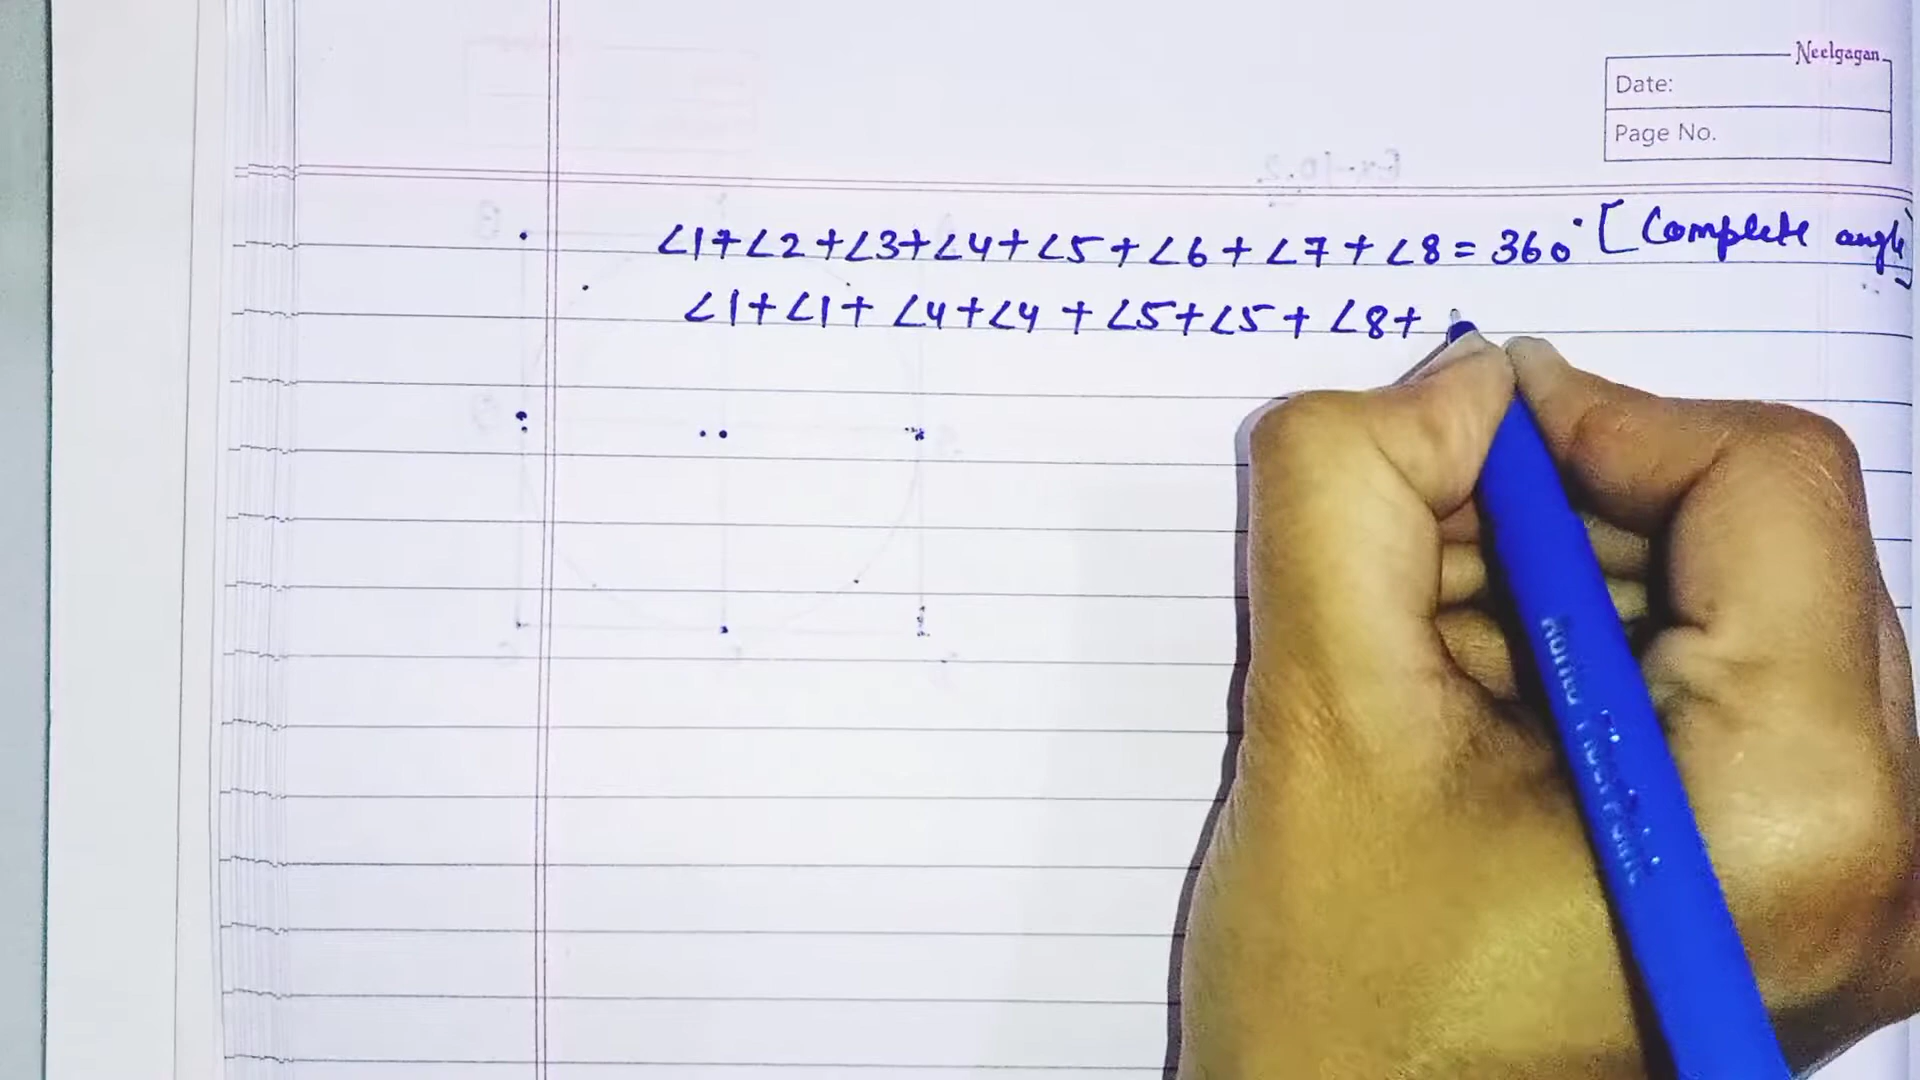 Neelgagan
Date:
Page No.
∠1+∠2+∠3+∠4+∠5+∠6+∠7+∠8=360° [Complete angle]
∠1+∠1+ ∠4+∠4 + ∠5+∠5+ ∠8+